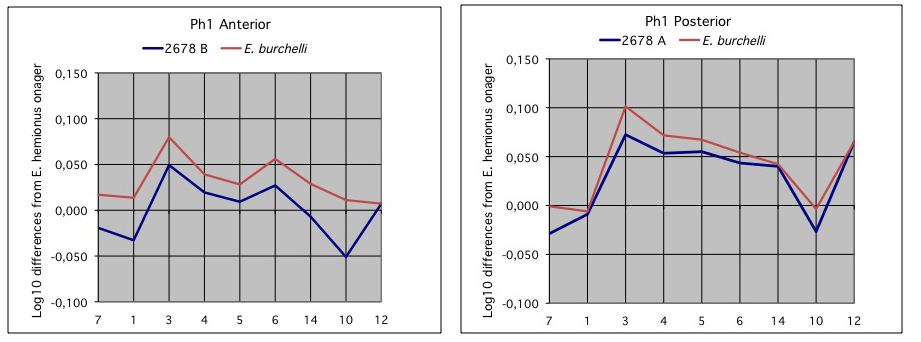 Ph1 Anterior
2678 B E. burchelli
Log10 differences from E. hemionus onager
0,150
0,100
0,050
0,000
-0,050
-0,100
7 1 3 4 5 6 14 10 12
Ph1 Posterior
2678 A E. burchelli
Log10 differences from E. hemionus onager
0,150
0,100
0,050
0,000
-0,050
-0,100
7 1 3 4 5 6 14 10 12